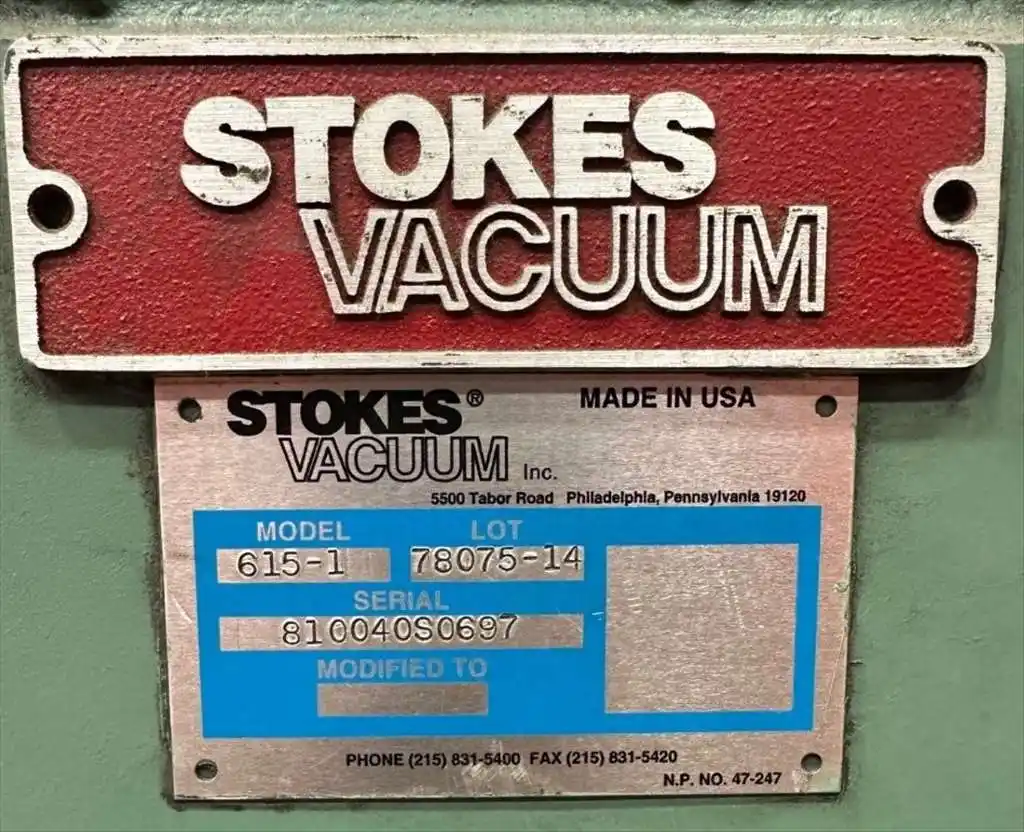 STOKES
VACUUM
STOKES® MADE IN USA
VACUUM Inc.
5500 Tabor Road Philadelphia, Pennsylvania 19120
MODEL LOT
615-1 78075-14
SERIAL
810040S0697
MODIFIED TO
PHONE (215) 831-5400 FAX (215) 831-5420
N.P. NO. 47-247